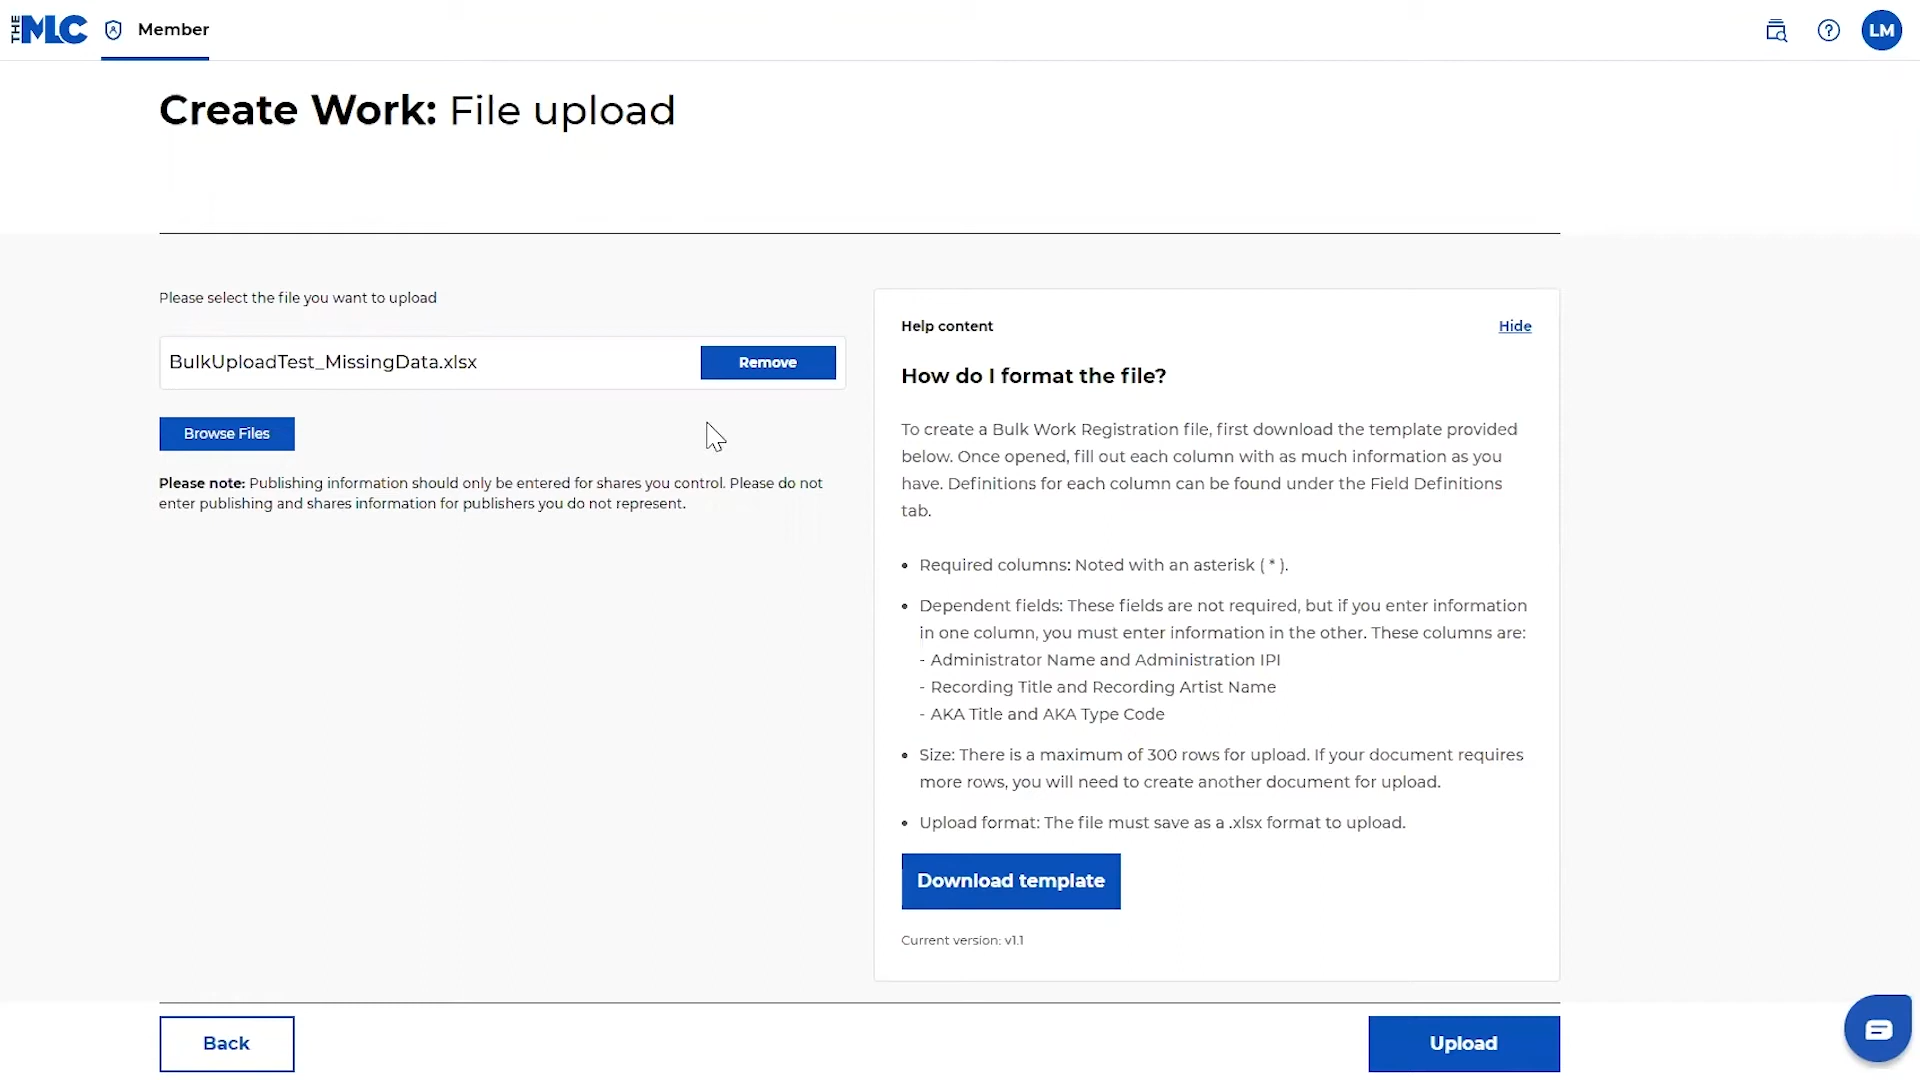 THE MLC
Member
LM
Create Work: File upload
Please select the file you want to upload
BulkUploadTest_MissingData.xlsx
Remove
Browse Files
Please note: Publishing information should only be entered for shares you control. Please do not
enter publishing and shares information for publishers you do not represent.
Help content
Hide
How do I format the file?
To create a Bulk Work Registration file, first download the template provided
below. Once opened, fill out each column with as much information as you
have. Definitions for each column can be found under the Field Definitions
tab.
• Required columns: Noted with an asterisk ( * ).
• Dependent fields: These fields are not required, but if you enter information
in one column, you must enter information in the other. These columns are:
- Administrator Name and Administration IPI
- Recording Title and Recording Artist Name
- AKA Title and AKA Type Code
• Size: There is a maximum of 300 rows for upload. If your document requires
more rows, you will need to create another document for upload.
• Upload format: The file must save as a .xlsx format to upload.
Download template
Current version: v1.1
Back
Upload